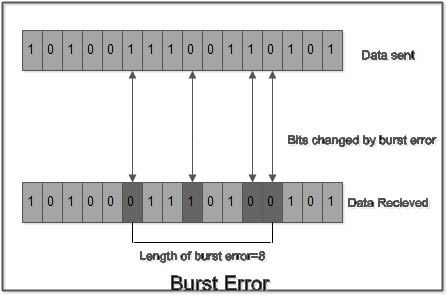 1 0 1 0 0 1 1 1 0 0 1 1 0 1 0 1
Data sent
Bits changed by burst error
1 0 1 0 0 0 1 1 1 0 1 0 0 1 0 1
Data Recieved
Length of burst error=8
Burst Error